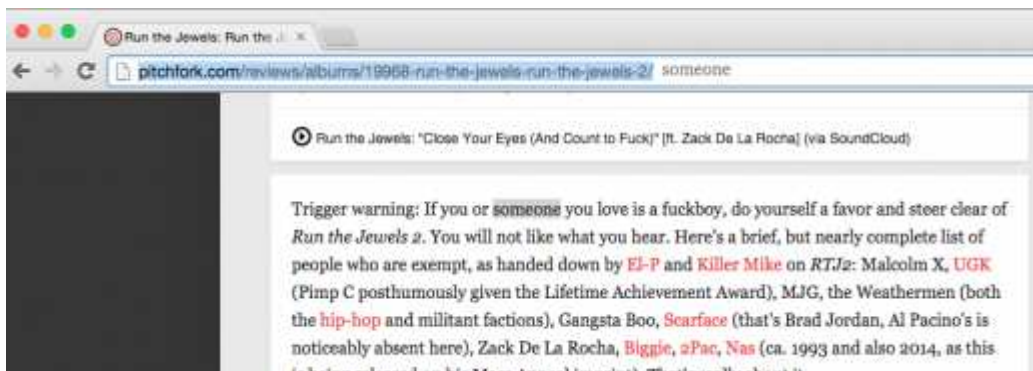 Run the Jewels: Run the J
pitchfork.com/reviews/albums/19968-run-the-jewels-run-the-jewels-2/ someone
Run the Jewels: "Close Your Eyes (And Count to Fuck)" [ft. Zack De La Rocha] (via SoundCloud)
Trigger warning: If you or someone you love is a fuckboy, do yourself a favor and steer clear of
Run the Jewels 2. You will not like what you hear. Here's a brief, but nearly complete list of
people who are exempt, as handed down by El-P and Killer Mike on RTJ2: Malcolm X, UGK
(Pimp C posthumously given the Lifetime Achievement Award), MJG, the Weathermen (both
the hip-hop and militant factions), Gangsta Boo, Scarface (that's Brad Jordan, Al Pacino's is
noticeably absent here), Zack De La Rocha, Biggie, 2Pac, Nas (ca. 1993 and also 2014, as this